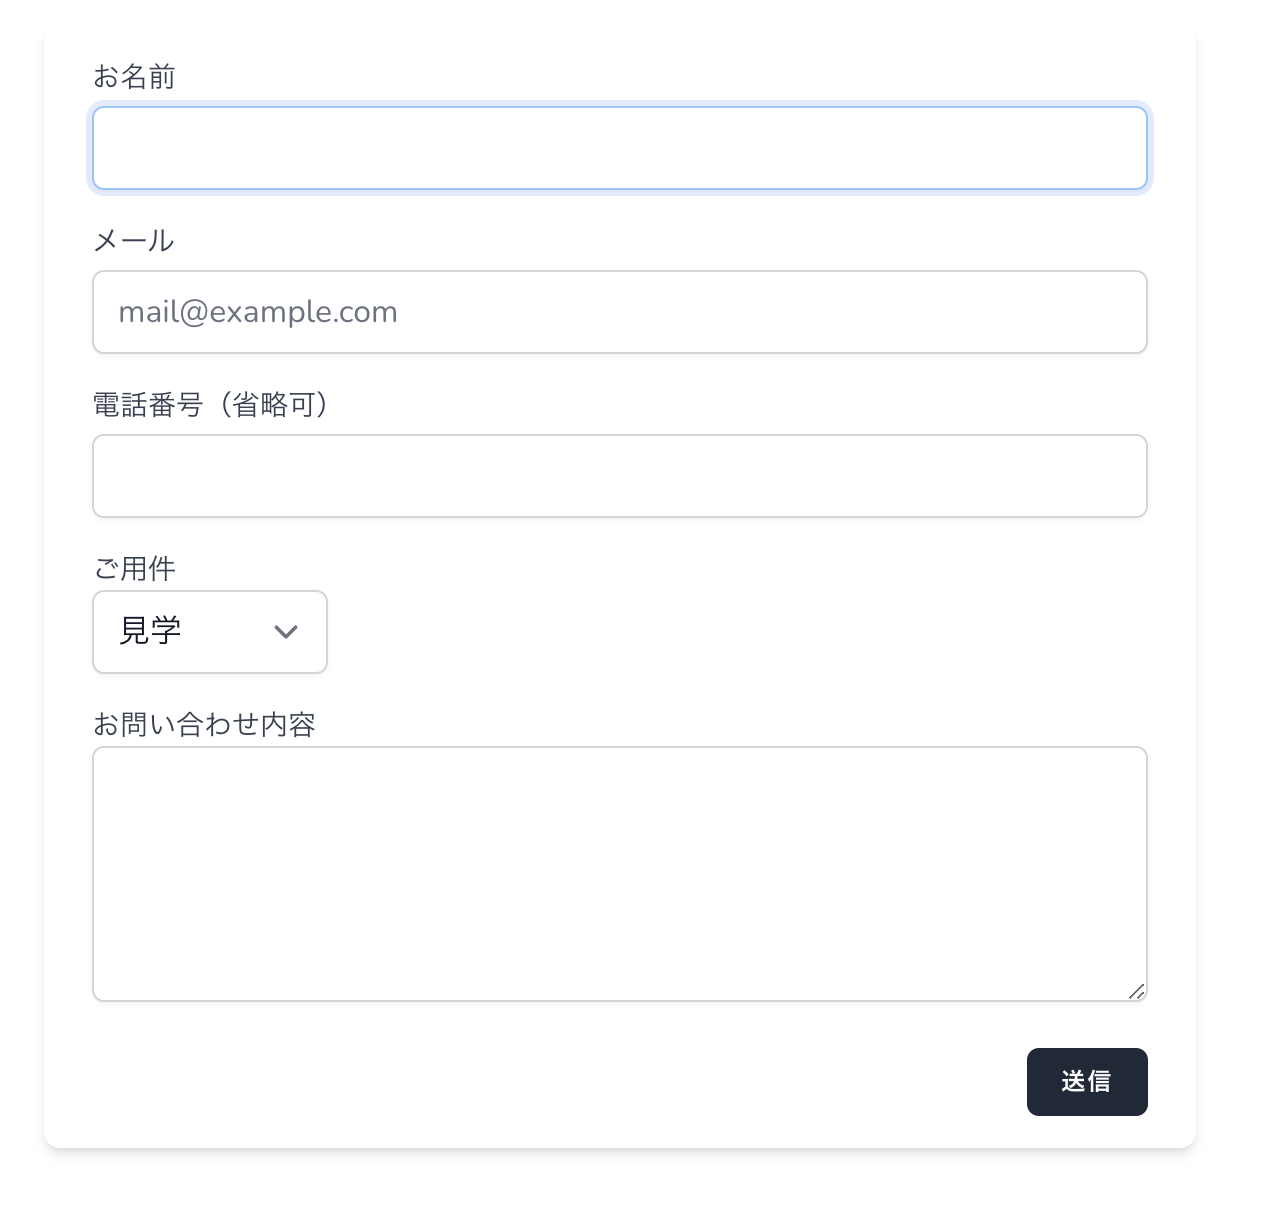 お名前
メール
mail@example.com
電話番号（省略可）
ご用件
見学
お問い合わせ内容
送信